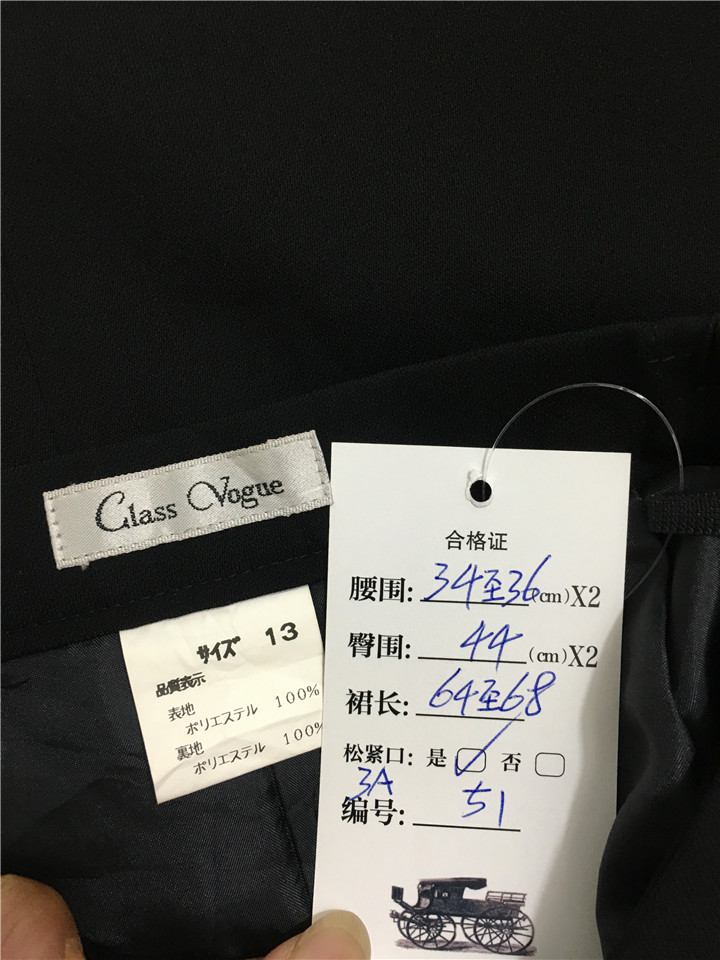 Class Vogue
サイズ 13
品質表示
表地
ポリエステル 100%
裏地
ポリエステル 100%
合格证
腰围: 34至36 (cm)X2
臀围: 44 (cm)X2
裙长: 64至68
松紧口: 是 ✓ 否
3A
编号: 51